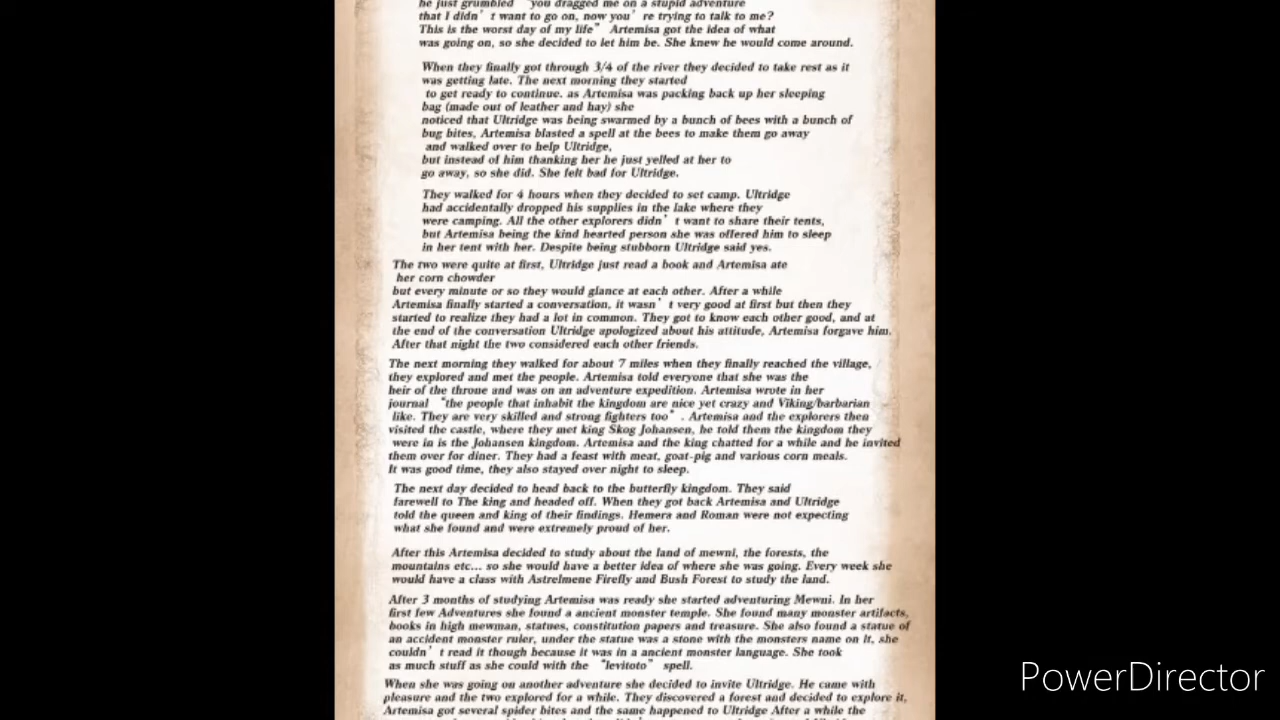 he just grumbled "you dragged me on a stupid adventure
that I didn't want to go on, now you're trying to talk to me?
This is the worst day of my life" Artemisa got the idea of what
was going on, so she decided to let him be. She knew he would come around.
When they finally got through 3/4 of the river they decided to take rest as it
was getting late. The next morning they started
to get ready to continue. as Artemisa was packing back up her sleeping
bag (made out of leather and hay) she
noticed that Ultridge was being swarmed by a bunch of bees with a bunch of
bug bites, Artemisa blasted a spell at the bees to make them go away
and walked over to help Ultridge,
but instead of him thanking her he just yelled at her to
go away, so she did. She felt bad for Ultridge.
They walked for 4 hours when they decided to set camp. Ultridge
had accidentally dropped his supplies in the lake where they
were camping. All the other explorers didn't want to share their tents,
but Artemisa being the kind hearted person she was offered him to sleep
in her tent with her. Despite being stubborn Ultridge said yes.
The two were quite at first, Ultridge just read a book and Artemisa ate
her corn chowder
but every minute or so they would glance at each other. After a while
Artemisa finally started a conversation, it wasn't very good at first but then they
started to realize they had a lot in common. They got to know each other good, and at
the end of the conversation Ultridge apologized about his attitude, Artemisa forgave him.
After that night the two considered each other friends.
The next morning they walked for about 7 miles when they finally reached the village,
they explored and met the people. Artemisa told everyone that she was the
heir of the throne and was on an adventure expedition. Artemisa wrote in her
journal "the people that inhabit the kingdom are nice yet crazy and Viking/barbarian
like. They are very skilled and strong fighters too". Artemisa and the explorers then
visited the castle, where they met king Skog Johansen, he told them the kingdom they
were in is the Johansen kingdom. Artemisa and the king chatted for a while and he invited
them over for diner. They had a feast with meat, goat-pig and various corn meals.
It was good time, they also stayed over night to sleep.
The next day decided to head back to the butterfly kingdom. They said
farewell to The king and headed off. When they got back Artemisa and Ultridge
told the queen and king of their findings. Hemera and Roman were not expecting
what she found and were extremely proud of her.
After this Artemisa decided to study about the land of mewni, the forests, the
mountains etc... so she would have a better idea of where she was going. Every week she
would have a class with Astrelmene Firefly and Bush Forest to study the land.
After 3 months of studying Artemisa was ready she started adventuring Mewni. In her
first few Adventures she found a ancient monster temple. She found many monster artifacts,
books in high mewman, statues, constitution papers and treasure. She also found a statue of
an accident monster ruler, under the statue was a stone with the monsters name on it, she
couldn't read it though because it was in a ancient monster language. She took
as much stuff as she could with the "levitoto" spell.
When she was going on another adventure she decided to invite Ultridge. He came with
pleasure and the two explored for a while. They discovered a forest and decided to explore it,
Artemisa got several spider bites and the same happened to Ultridge After a while the
PowerDirector